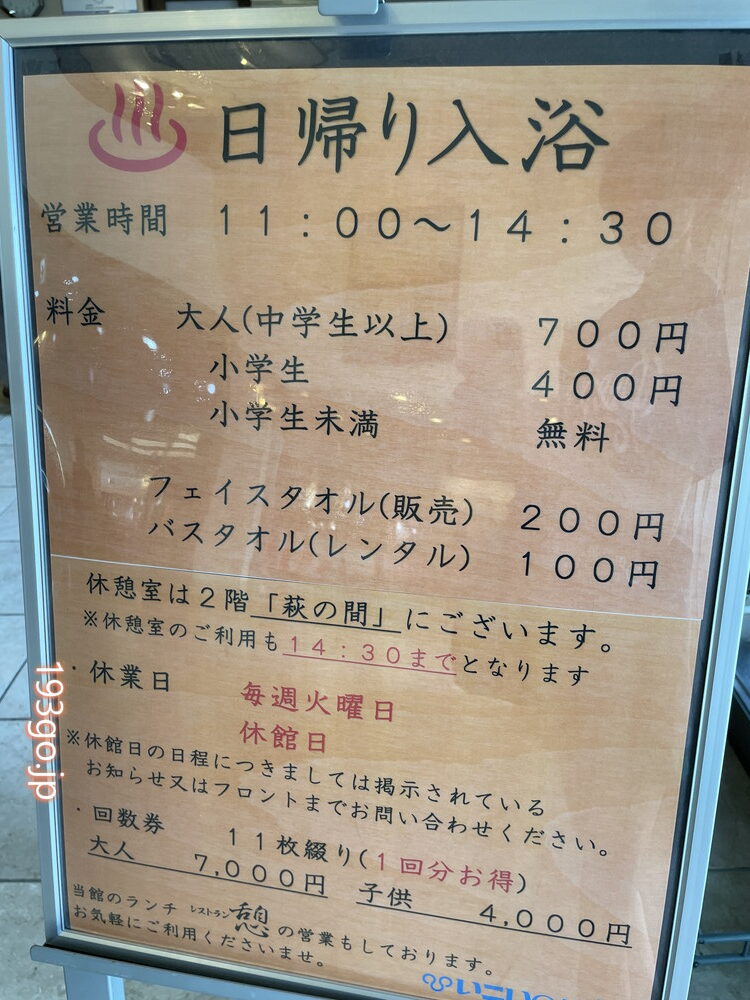 日帰り入浴
営業時間 11:00～14:30
料金 大人(中学生以上) 700円
小学生 400円
小学生未満 無料
フェイスタオル(販売) 200円
バスタオル(レンタル) 100円
休憩室は2階「萩の間」にございます。
※休憩室のご利用も14:30までとなります
・休業日 毎週火曜日
休館日
※休館日の日程につきましては掲示されている
お知らせ又はフロントまでお問い合わせください。
・回数券 11枚綴り(1回分お得)
大人 7,000円 子供 4,000円
当館のランチ レストラン憩の営業もしております。
お気軽にご利用くださいませ。
193go.jp